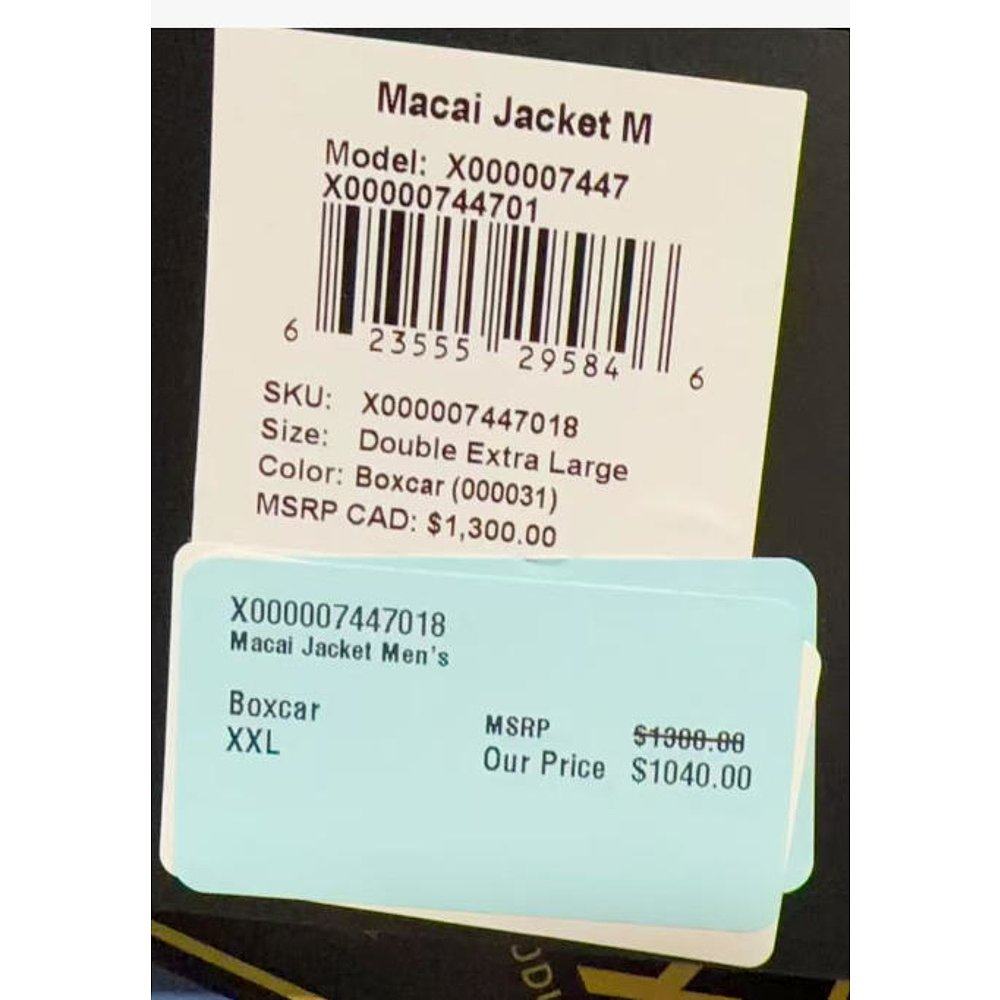 Macai Jacket M
Model: X000007447
X00000744701
6 23555 29584 6
SKU: X000007447018
Size: Double Extra Large
Color: Boxcar (000031)
MSRP CAD: $1,300.00
X000007447018
Macai Jacket Men's
Boxcar
XXL
MSRP $1300.00
Our Price $1040.00